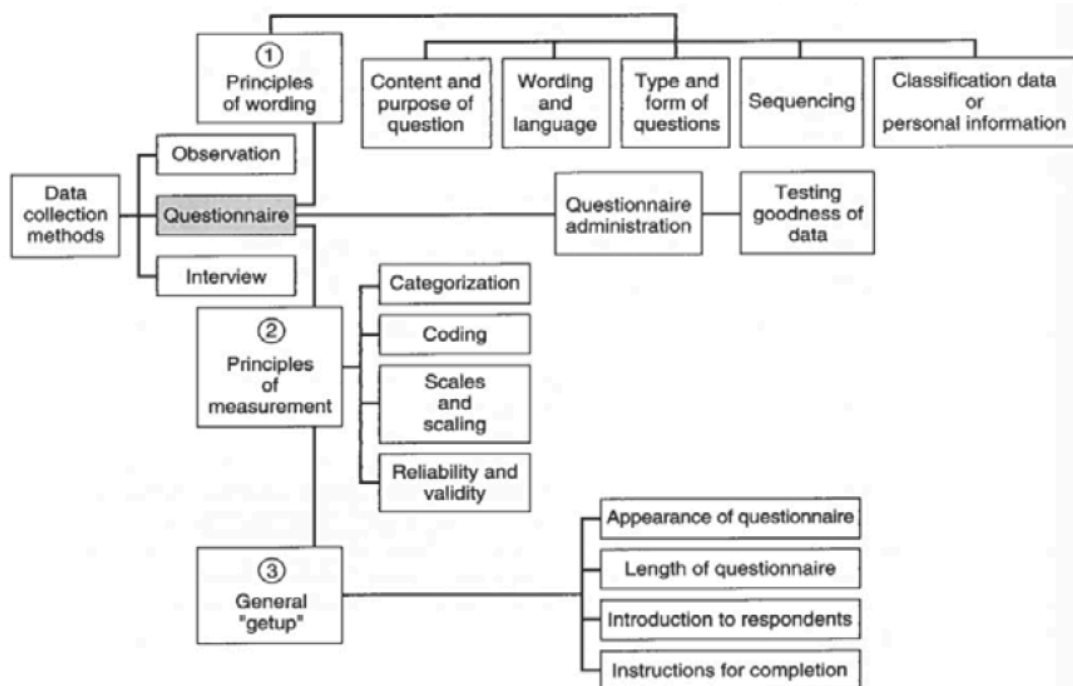 ①
Principles
of wording
Content and
purpose of
question
Wording
and
language
Type and
form of
questions
Sequencing
Classification data
or
personal information
Observation
Data
collection
methods
Questionnaire
Interview
Questionnaire
administration
Testing
goodness of
data
②
Principles
of
measurement
Categorization
Coding
Scales
and
scaling
Reliability and
validity
③
General
"getup"
Appearance of questionnaire
Length of questionnaire
Introduction to respondents
Instructions for completion